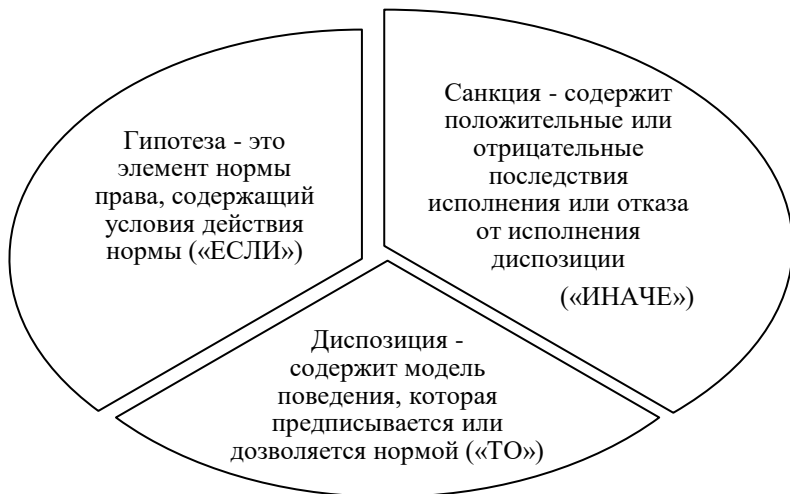 Гипотеза - это
элемент нормы
права, содержащий
условия действия
нормы («ЕСЛИ»)
Санкция - содержит
положительные или
отрицательные
последствия
исполнения или отказа
от исполнения
диспозиции
(«ИНАЧЕ»)
Диспозиция -
содержит модель
поведения, которая
предписывается или
дозволяется нормой («ТО»)